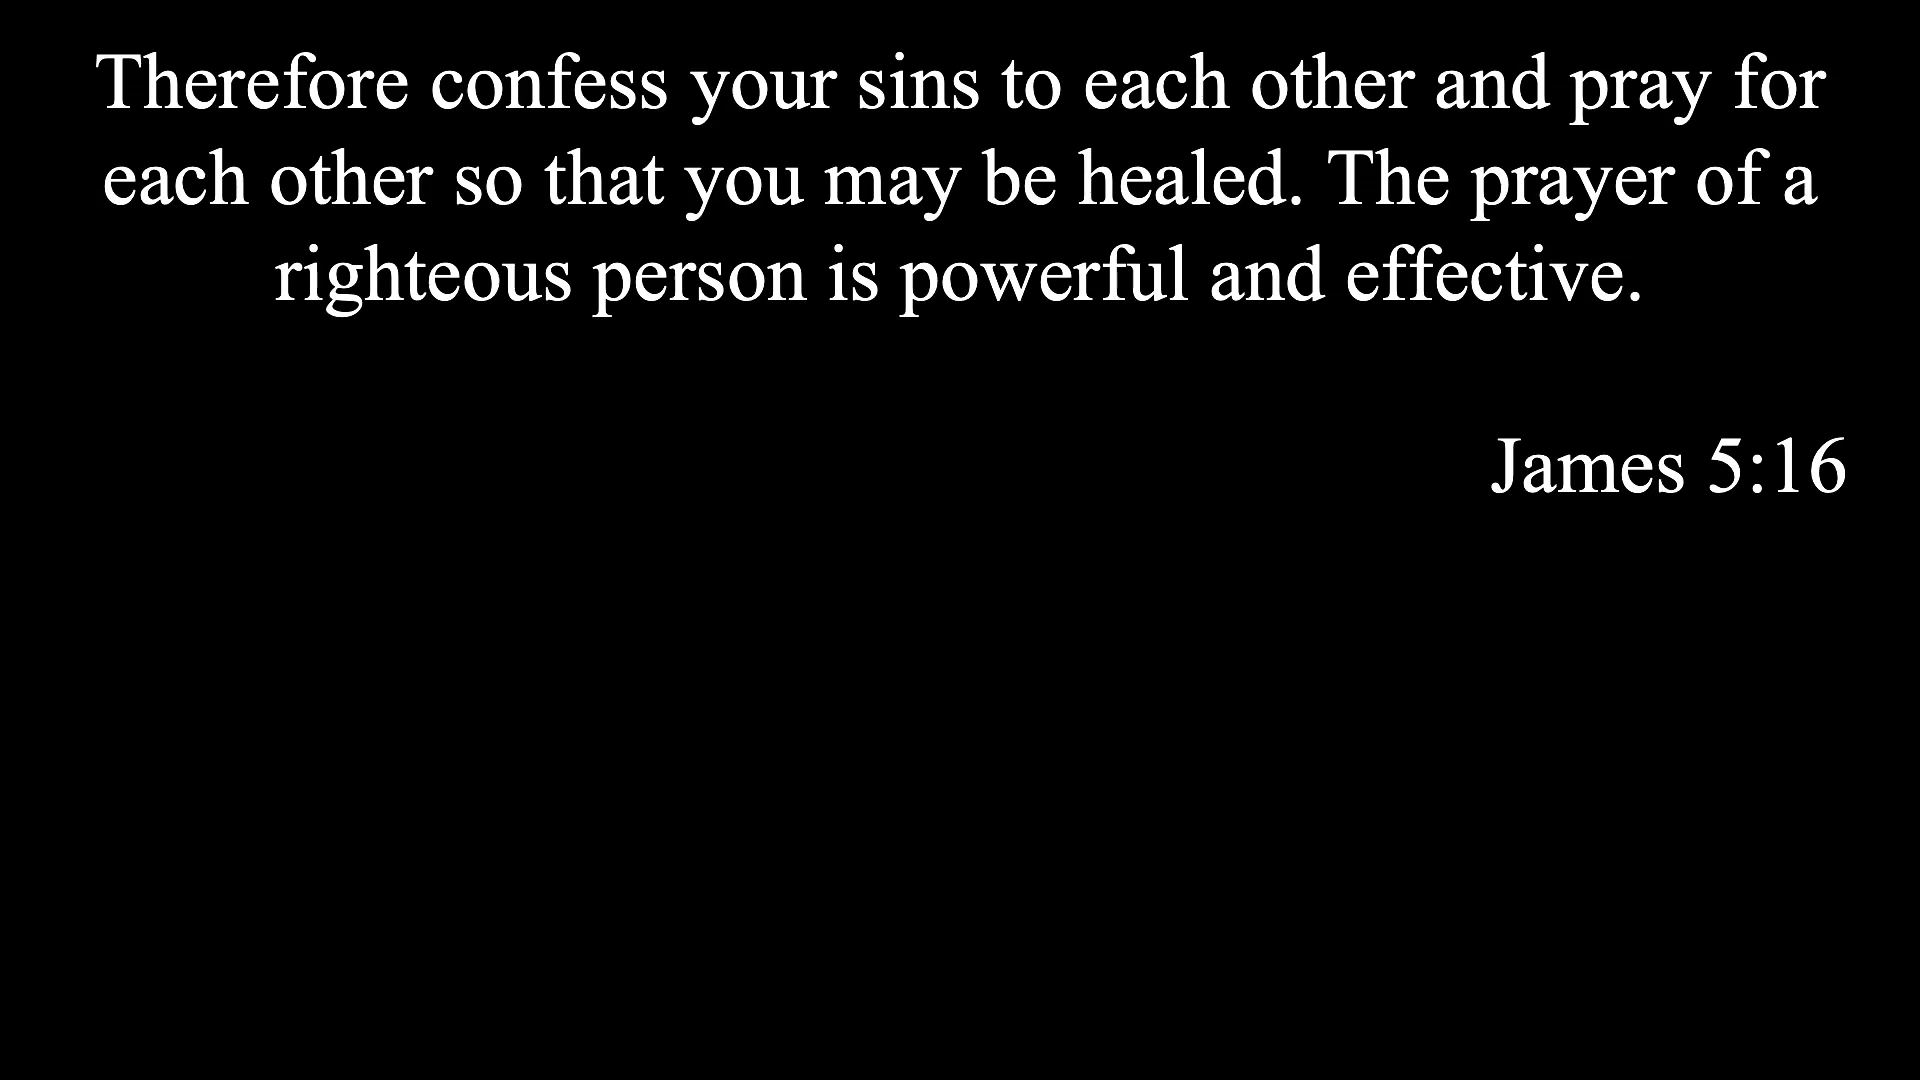 Therefore confess your sins to each other and pray for
each other so that you may be healed. The prayer of a
righteous person is powerful and effective.
James 5:16